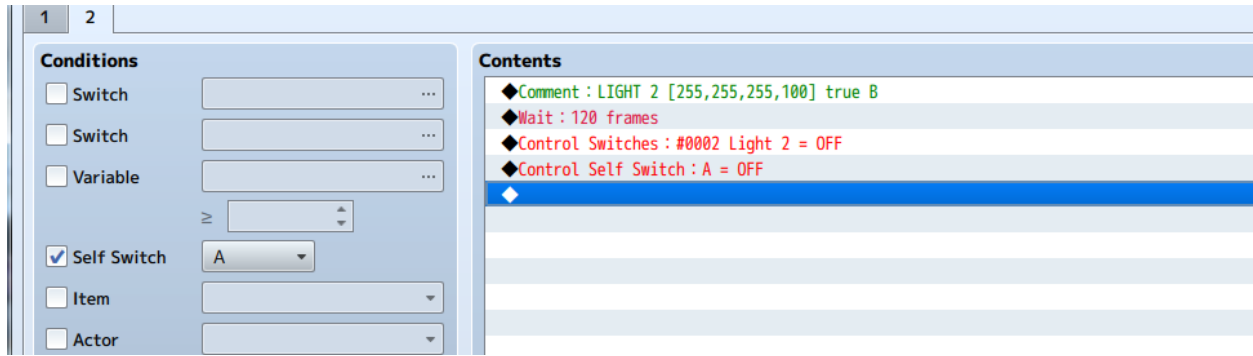 1 2
Conditions
Switch ...
Switch ...
Variable ...
≥
Self Switch A
Item
Actor
Contents
◆Comment：LIGHT 2 [255,255,255,100] true B
◆Wait：120 frames
◆Control Switches：#0002 Light 2 = OFF
◆Control Self Switch：A = OFF
◆